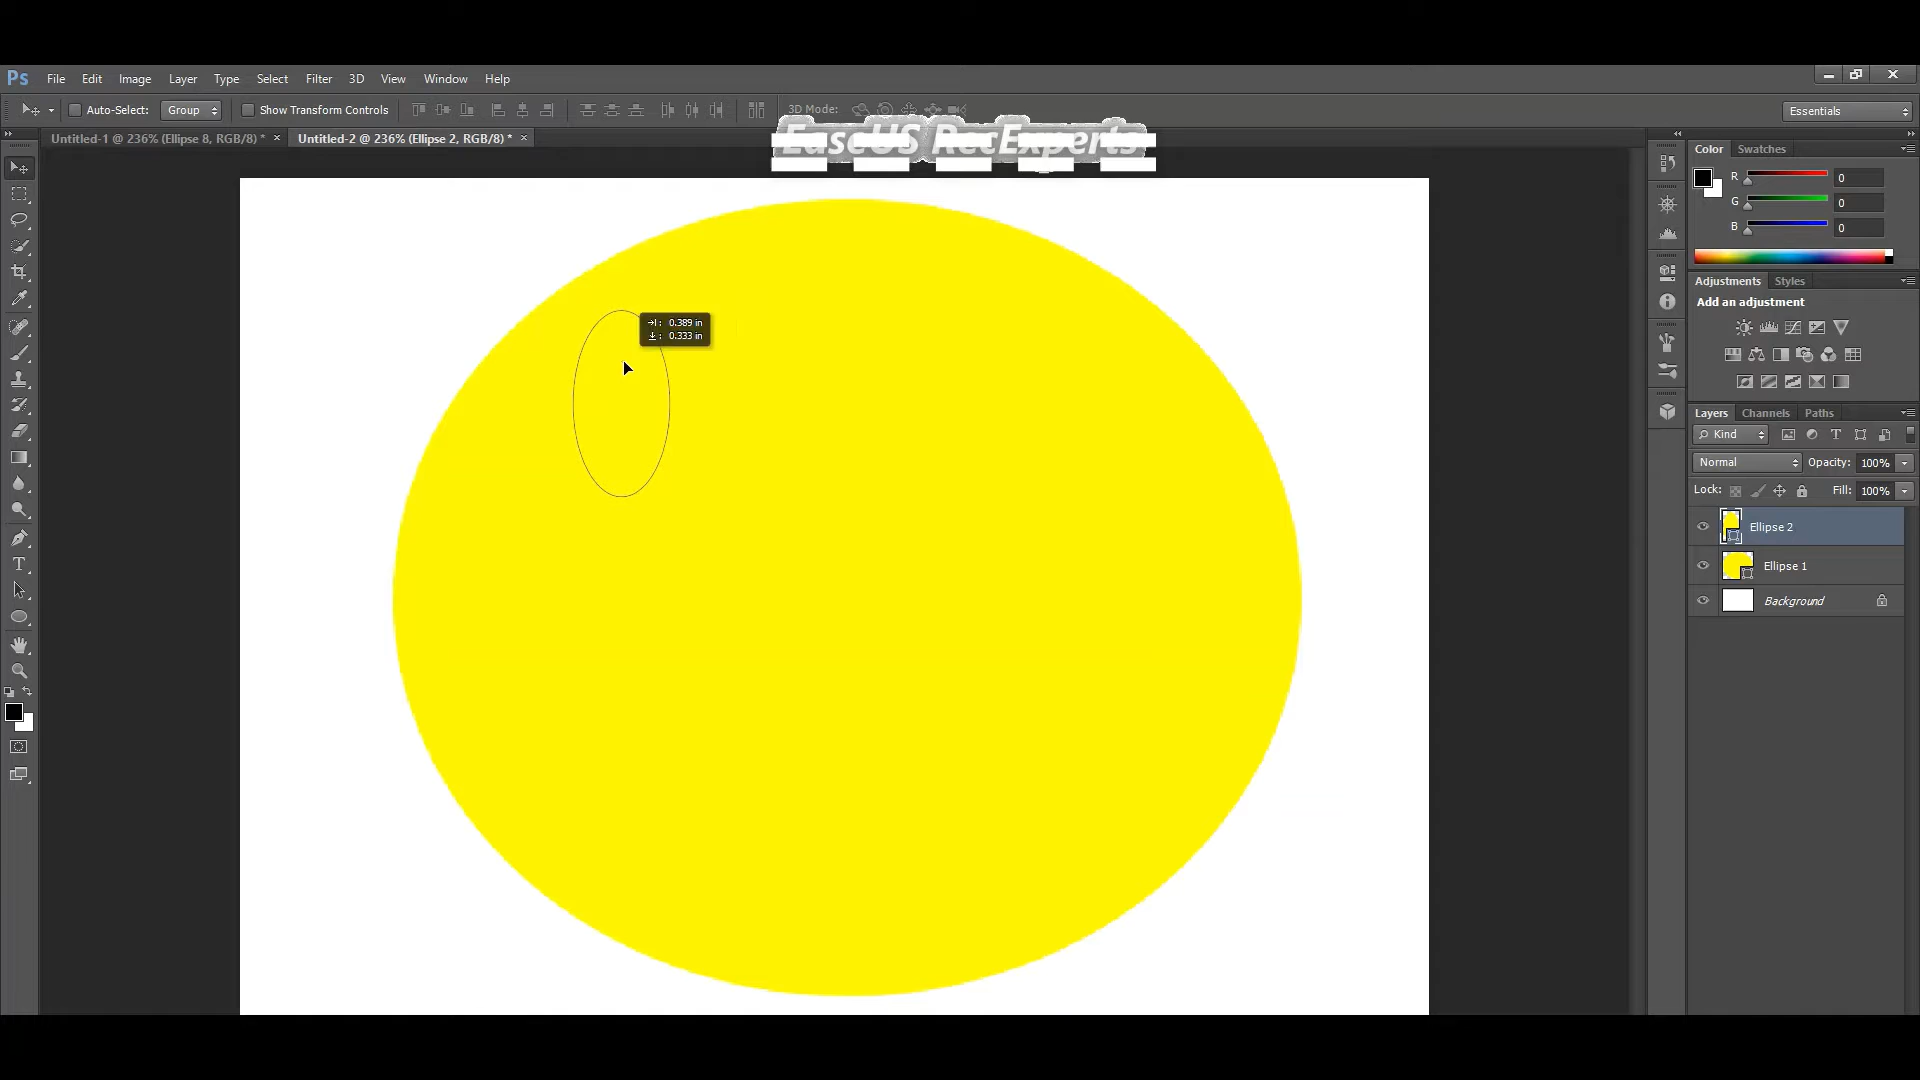 Ps File Edit Image Layer Type Select Filter 3D View Window Help
Auto-Select: Group Show Transform Controls 3D Mode: Essentials
Untitled-1 @ 236% (Ellipse 8, RGB/8) * × Untitled-2 @ 236% (Ellipse 2, RGB/8) * ×
EaseUS RecExperts
Color Swatches
R 0
G 0
B 0
Adjustments Styles
Add an adjustment
0.389 in
0.333 in
Layers Channels Paths
Kind
Normal Opacity: 100%
Lock: Fill: 100%
Ellipse 2
Ellipse 1
Background